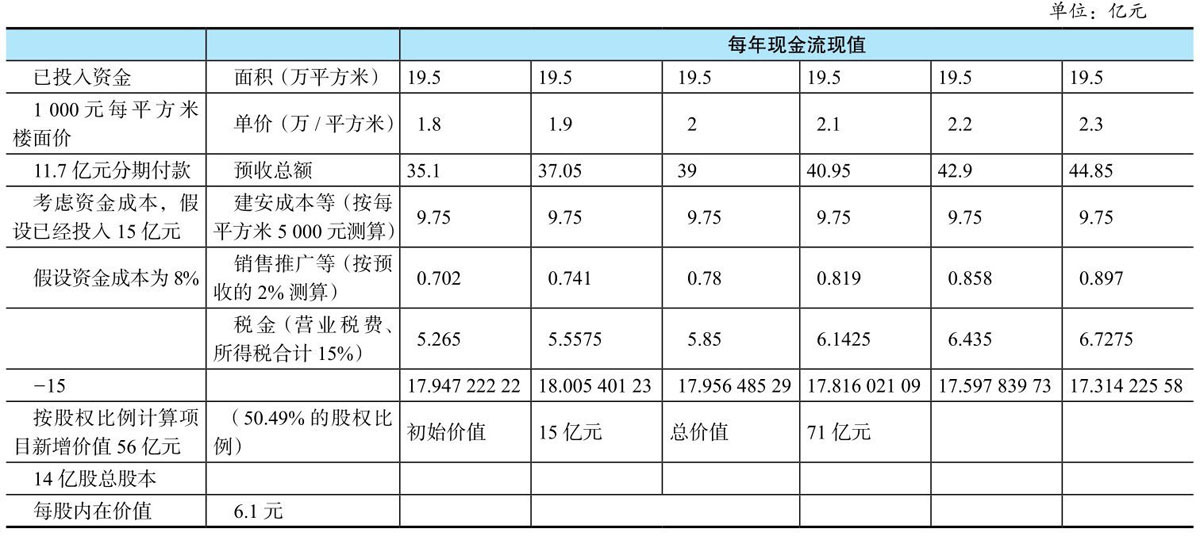 单位：亿元
每年现金流现值
已投入资金 面积（万平方米） 19.5 19.5 19.5 19.5 19.5 19.5
1 000 元每平方米
楼面价
单价（万 / 平方米） 1.8 1.9 2 2.1 2.2 2.3
11.7 亿元分期付款 预收总额 35.1 37.05 39 40.95 42.9 44.85
考虑资金成本，假
设已经投入 15 亿元
建安成本等（按每
平方米 5 000 元测算）
9.75 9.75 9.75 9.75 9.75 9.75
假设资金成本为 8%
销售推广等（按预
收的 2% 测算）
0.702 0.741 0.78 0.819 0.858 0.897
税金（营业税费、
所得税合计 15%）
5.265 5.5575 5.85 6.1425 6.435 6.7275
−15 17.947 222 22 18.005 401 23 17.956 485 29 17.816 021 09 17.597 839 73 17.314 225 58
按股权比例计算项
目新增价值 56 亿元
（50.49% 的股权比
例）
初始价值 15 亿元 总价值 71 亿元
14 亿股总股本
每股内在价值 6.1 元